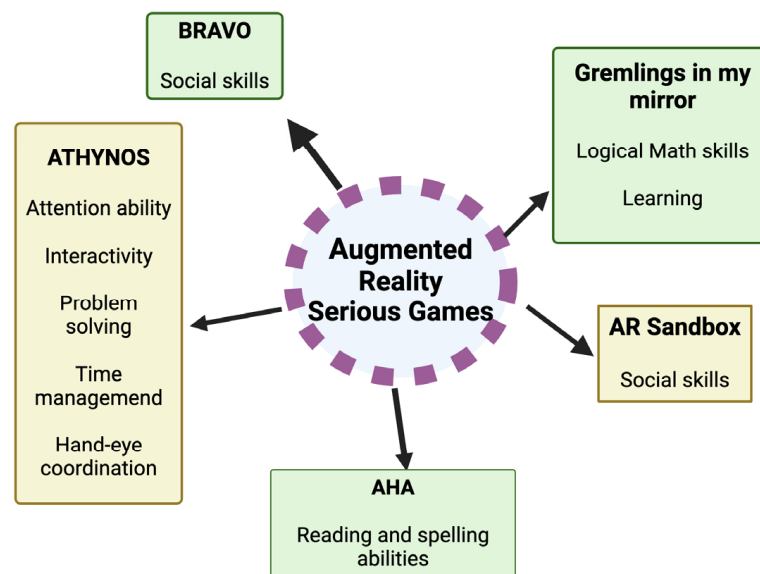 BRAVO
Social skills
Gremlings in my
mirror
Logical Math skills
Learning
ATHYNOS
Attention ability
Interactivity
Problem
solving
Time
managemend
Hand-eye
coordination
Augmented
Reality
Serious Games
AR Sandbox
Social skills
AHA
Reading and spelling
abilities